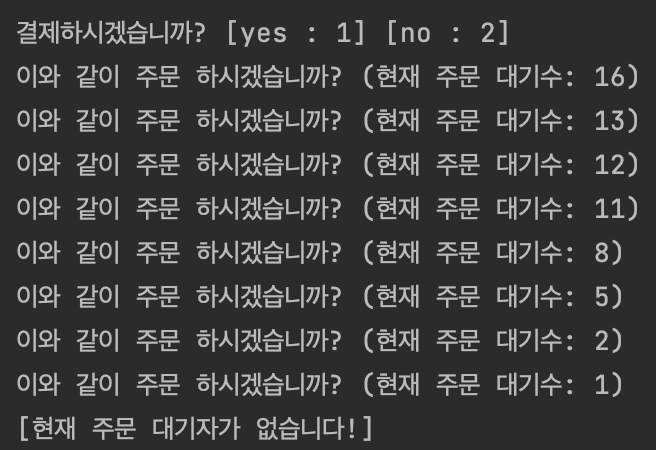 결제하시겠습니까? [yes : 1] [no : 2]
이와 같이 주문 하시겠습니까? (현재 주문 대기수: 16)
이와 같이 주문 하시겠습니까? (현재 주문 대기수: 13)
이와 같이 주문 하시겠습니까? (현재 주문 대기수: 12)
이와 같이 주문 하시겠습니까? (현재 주문 대기수: 11)
이와 같이 주문 하시겠습니까? (현재 주문 대기수: 8)
이와 같이 주문 하시겠습니까? (현재 주문 대기수: 5)
이와 같이 주문 하시겠습니까? (현재 주문 대기수: 2)
이와 같이 주문 하시겠습니까? (현재 주문 대기수: 1)
[현재 주문 대기자가 없습니다!]